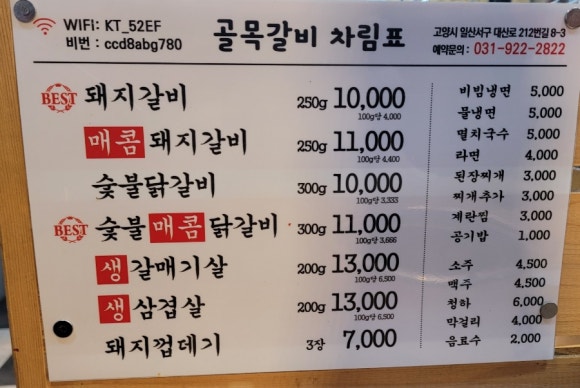 WIFI: KT_52EF
비번 : ccd8abg780
골목갈비 차림표
고양시 일산서구 대산로 212번길 8-3
예약문의 : 031-922-2822
BEST 돼지갈비 250g 10,000
100g당 4,000
매콤돼지갈비 250g 11,000
100g당 4,400
숯불닭갈비 300g 10,000
100g당 3,333
BEST 숯불매콤닭갈비 300g 11,000
100g당 3,666
생갈매기살 200g 13,000
100g당 6,500
생삼겹살 200g 13,000
100g당 6,500
돼지껍데기 3장 7,000
비빔냉면 5,000
물냉면 5,000
멸치국수 5,000
라면 4,000
된장찌개 3,000
찌개추가 3,000
계란찜 3,000
공기밥 1,000
소주 4,500
맥주 4,500
청하 6,000
막걸리 4,000
음료수 2,000